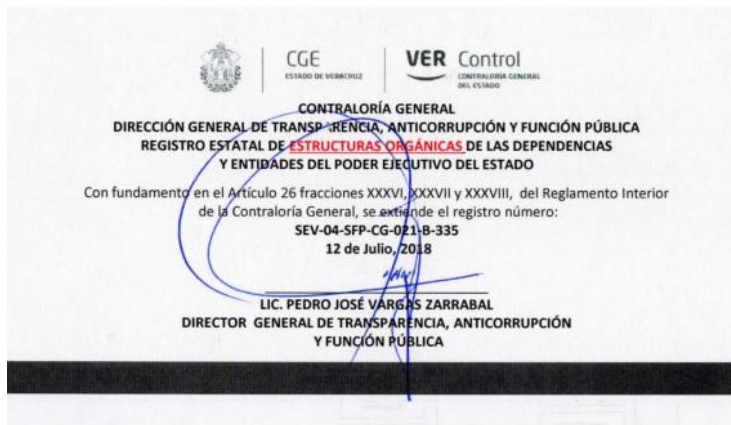 CGE
ESTADO DE VERACRUZ
VER Control
CONTRALORÍA GENERAL
DEL ESTADO
CONTRALORÍA GENERAL
DIRECCIÓN GENERAL DE TRANSPARENCIA, ANTICORRUPCIÓN Y FUNCIÓN PÚBLICA
REGISTRO ESTATAL DE ESTRUCTURAS ORGÁNICAS DE LAS DEPENDENCIAS
Y ENTIDADES DEL PODER EJECUTIVO DEL ESTADO
Con fundamento en el Artículo 26 fracciones XXXVI, XXXVII y XXXVIII, del Reglamento Interior
de la Contraloría General, se extiende el registro número:
SEV-04-SFP-CG-021-B-335
12 de Julio, 2018
LIC. PEDRO JOSÉ VARGAS ZARRABAL
DIRECTOR GENERAL DE TRANSPARENCIA, ANTICORRUPCIÓN
Y FUNCIÓN PÚBLICA